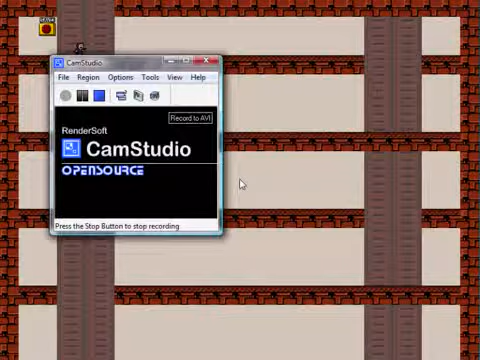 CamStudio
File Region Options Tools View Help
Record to AVI
RenderSoft
CamStudio
OPENSOURCE
Press the Stop Button to stop recording